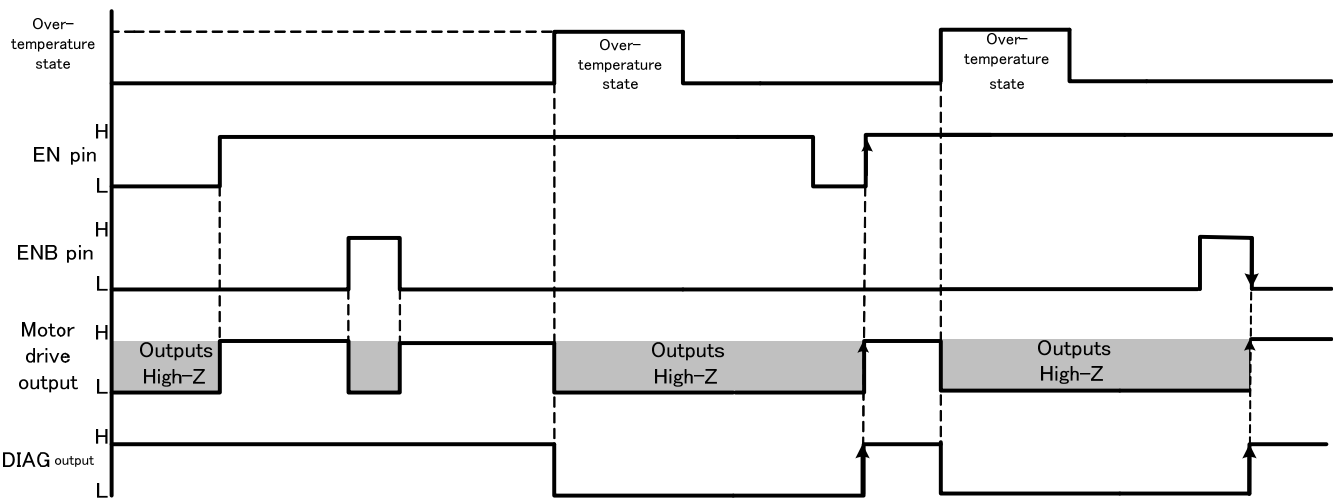 Over-
temperature
state
Over-
temperature
state
Over-
temperature
state
H
EN pin
L
H
ENB pin
L
Motor
drive
output
H
L
Outputs
High-Z
Outputs
High-Z
Outputs
High-Z
H
DIAG output
L